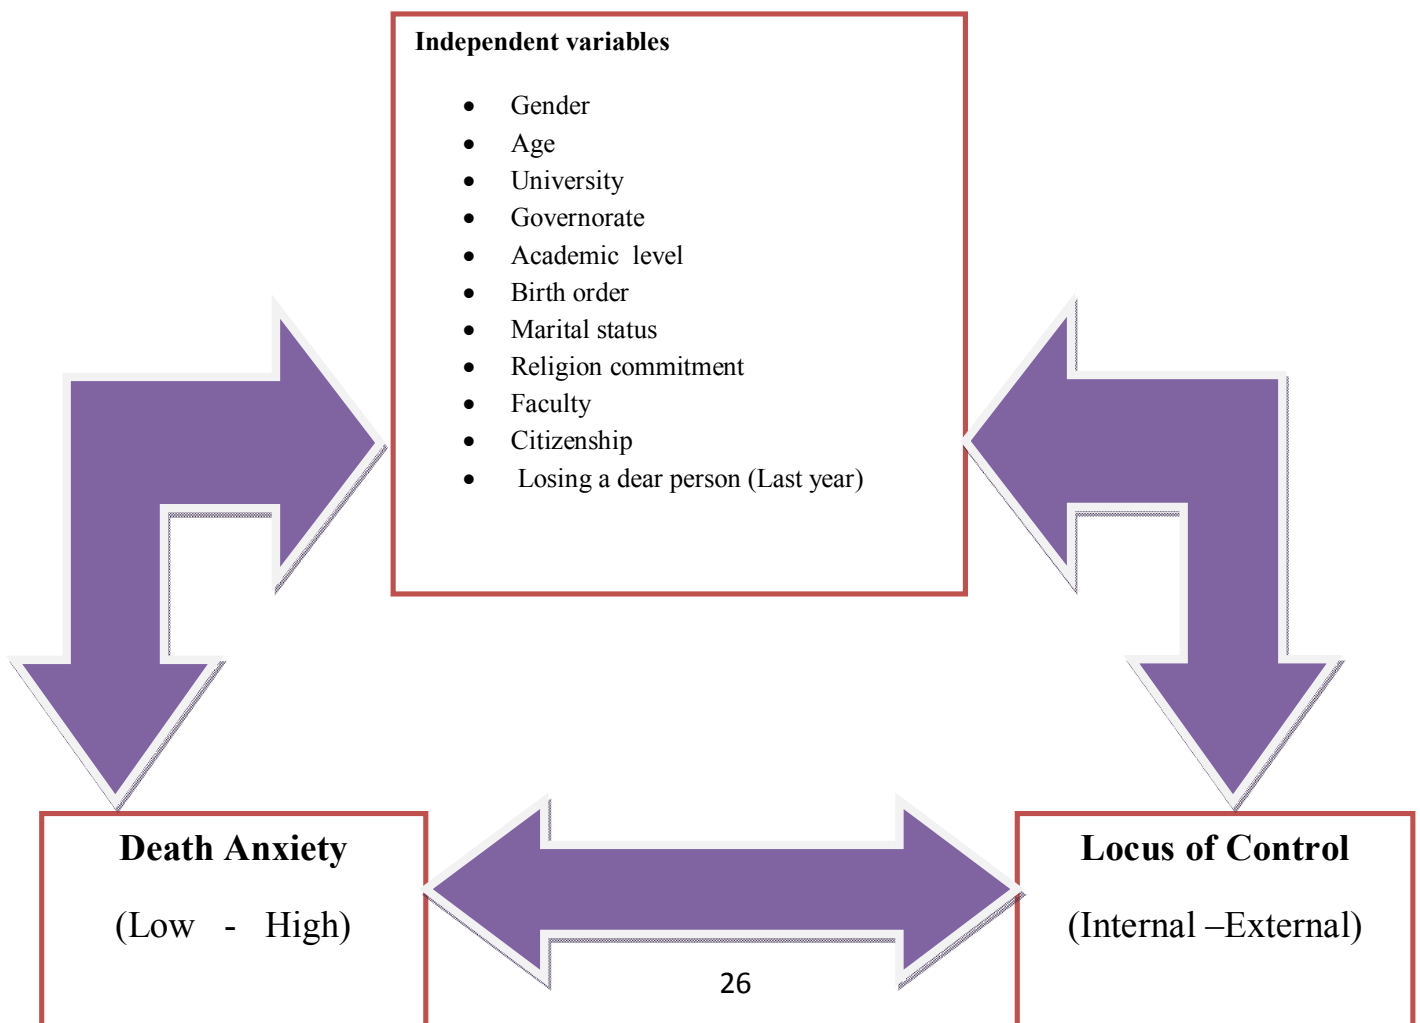 Independent variables
• Gender
• Age
• University
• Governorate
• Academic  level
• Birth order
• Marital status
• Religion commitment
• Faculty
• Citizenship
• Losing a dear person (Last year)
Death Anxiety
(Low  -  High)
Locus of Control
(Internal –External)
26